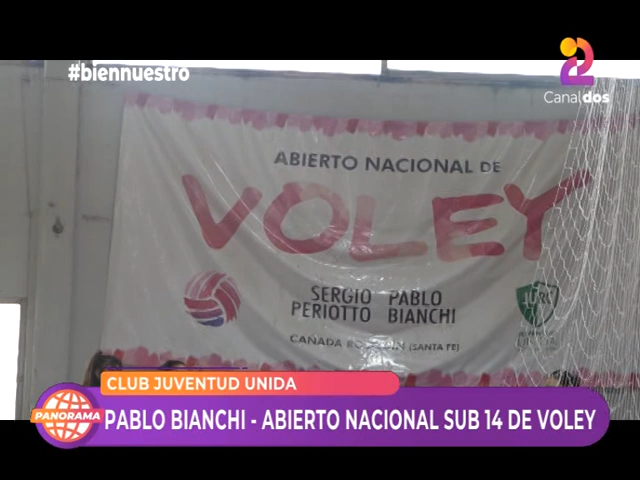 #biennuestro
Canaldos
ABIERTO NACIONAL DE
VOLEY
SERGIO PABLO
PERIOTTO BIANCHI
(SANTA FE)
CLUB JUVENTUD UNIDA
PANORAMA
PABLO BIANCHI - ABIERTO NACIONAL SUB 14 DE VOLEY